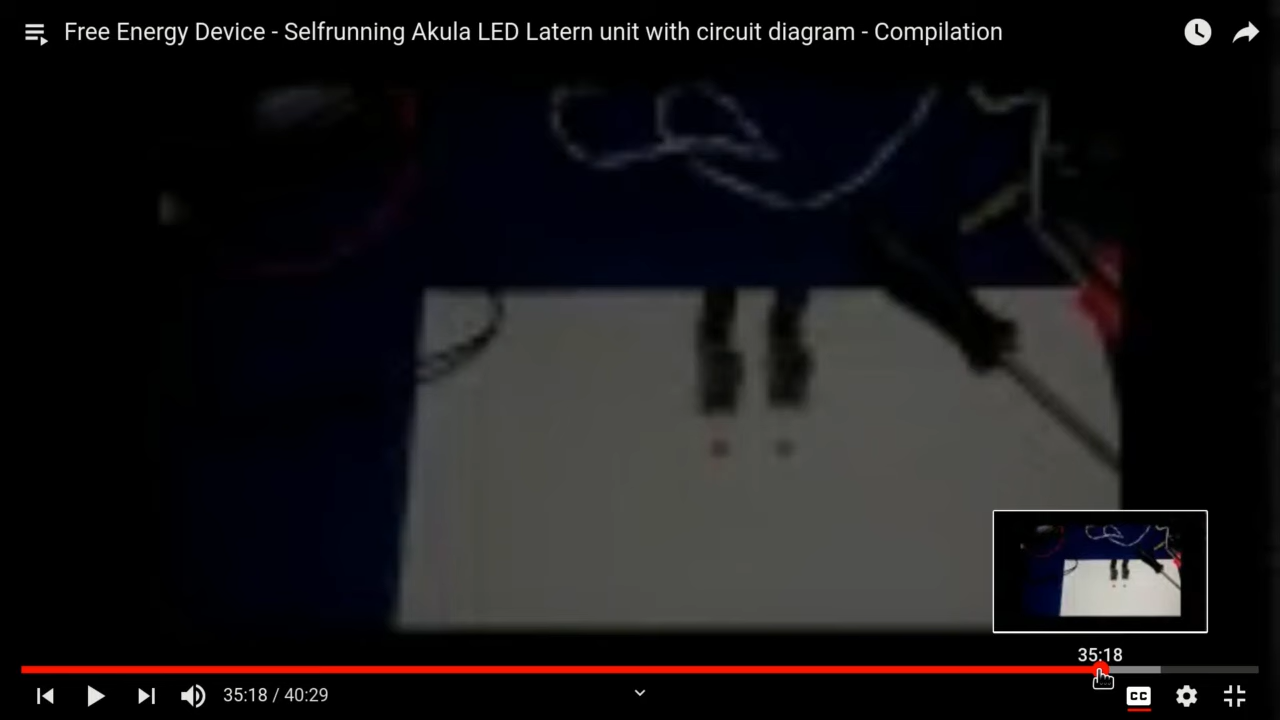 Free Energy Device - Selfrunning Akula LED Latern unit with circuit diagram - Compilation
35:18
35:18 / 40:29
CC